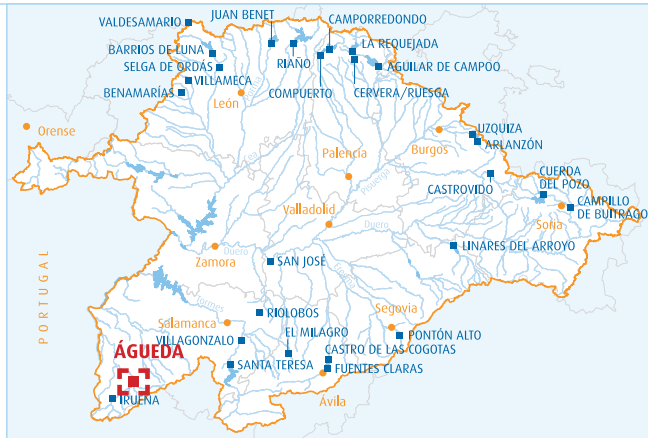 JUAN BENET
CAMPORREDONDO
VALDESAMARIO
LA REQUEJADA
BARRIOS DE LUNA
RIAÑO
AGUILAR DE CAMPOO
SELGA DE ORDÁS
VILLAMECA
COMPUERTO
CERVERA/RUESGA
BENAMARÍAS
León
Orense
UZQUIZA
Burgos
ARLANZÓN
Palencia
CUERDA
DEL POZO
Pisuerga
CASTROVIDO
CAMPILLO
DE BUITRAGO
Valladolid
Soria
Duero
Duero
LINARES DEL ARROYO
Zamora
SAN JOSÉ
PORTUGAL
Tormes
RIOLOBOS
Segovia
Salamanca
EL MILAGRO
PONTÓN ALTO
VILLAGONZALO
CASTRO DE LAS COGOTAS
ÁGUEDA
SANTA TERESA
FUENTES CLARAS
IRUEÑA
Ávila